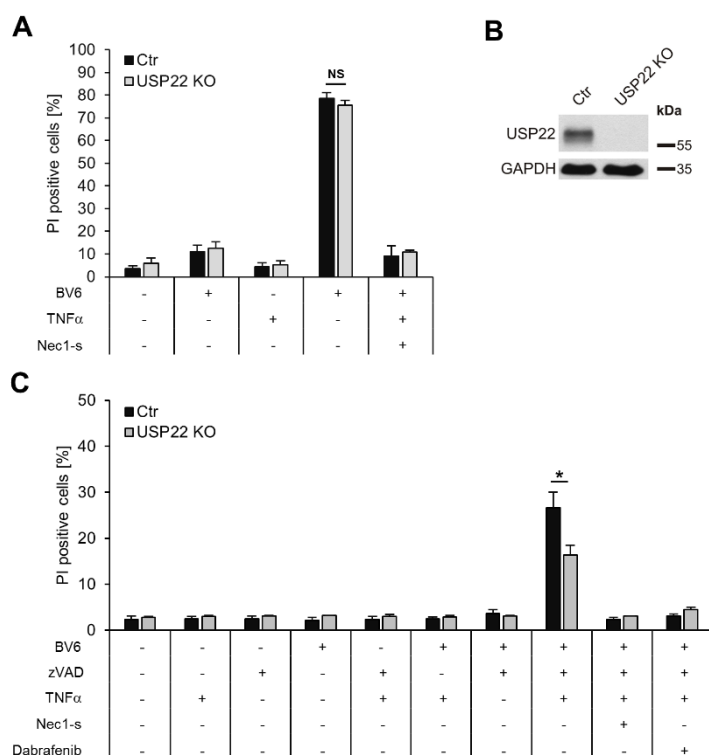 A
Ctr
USP22 KO
PI positive cells [%]
100
90
80
70
60
50
40
30
20
10
0
NS
BV6 - + - + +
TNFα - - + - +
Nec1-s - - - - +
B
Ctr
USP22 KO
kDa
USP22
55
GAPDH
35
C
Ctr
USP22 KO
PI positive cells [%]
50
40
30
20
10
0
*
BV6 - - - + - + + + + +
zVAD - - + - + - + + + +
TNFα - + - - + + - + + +
Nec1-s - - - - - - - - + -
Dabrafenib - - - - - - - - - +